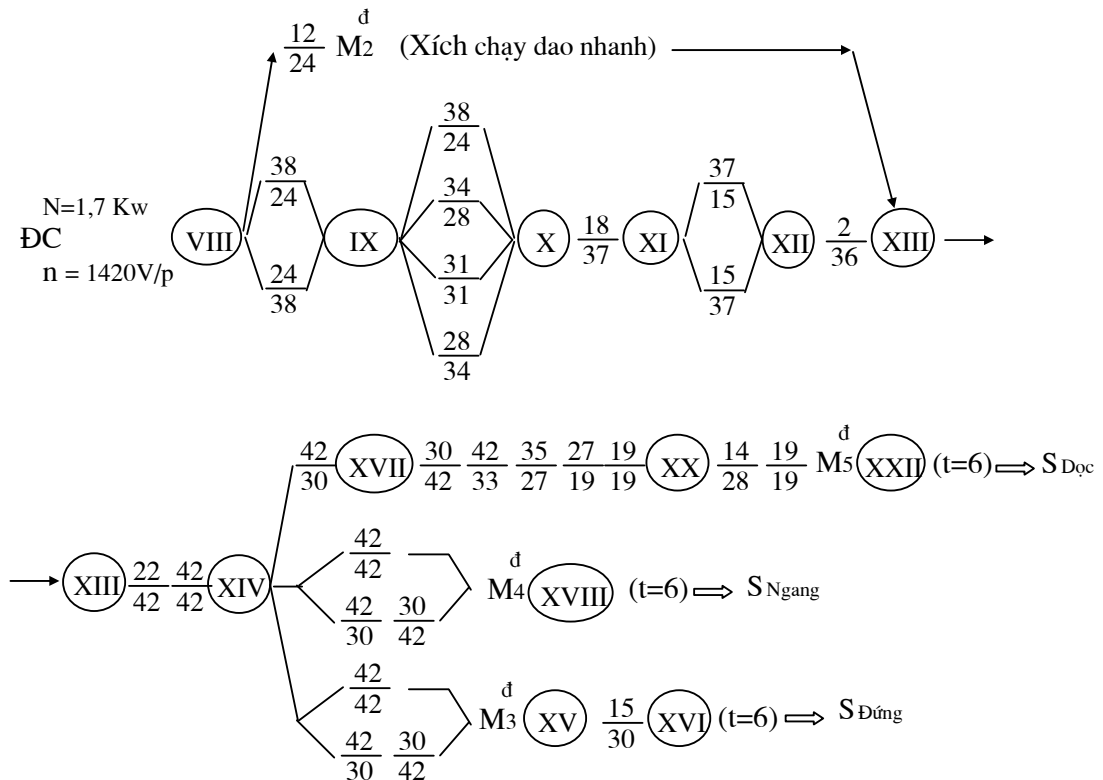 đ
12/24 M2 (Xích chạy dao nhanh)
38/24
38/24 34/28 37/15
N=1,7 Kw
ĐC VIII IX X 18/37 XI XII 2/36 XIII
n = 1420V/p
24/38 31/31 15/37
28/34
đ
42/30 XVII 30/42 42/33 35/27 27/19 19/19 XX 14/28 19/19 M5 XXII (t=6) ⇒ S Dọc
42/42 đ
XIII 22/42 42/42 XIV M4 XVIII (t=6) ⇒ S Ngang
42/30 30/42
42/42 đ
M3 XV 15/30 XVI (t=6) ⇒ S Đứng
42/30 30/42